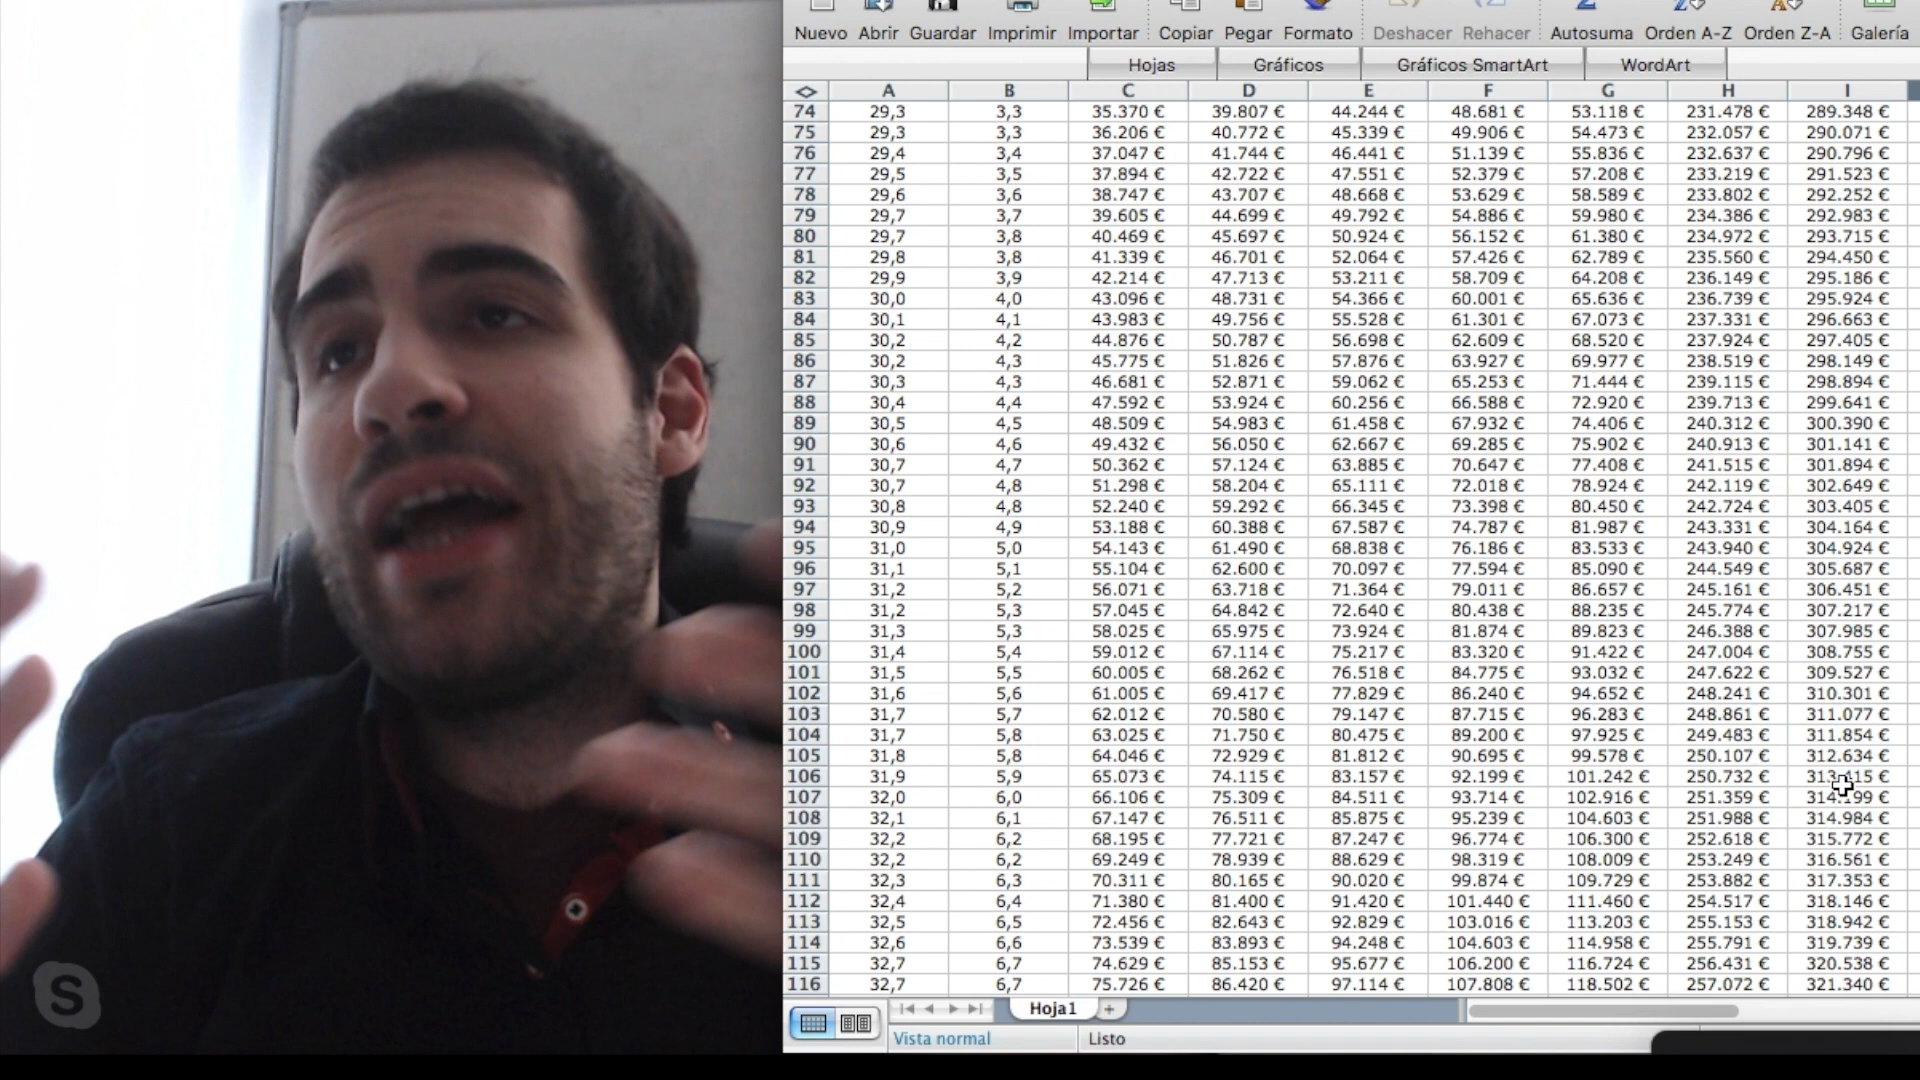 Nuevo Abrir Guardar Imprimir Importar Copiar Pegar Formato Deshacer Rehacer Autosuma Orden A-Z Orden Z-A Galería
Hojas Gráficos Gráficos SmartArt WordArt
A B C D E F G H I
74 29,3 3,3 35.370 € 39.807 € 44.244 € 48.681 € 53.118 € 231.478 € 289.348 €
75 29,3 3,3 36.206 € 40.772 € 45.339 € 49.906 € 54.473 € 232.057 € 290.071 €
76 29,4 3,4 37.047 € 41.744 € 46.441 € 51.139 € 55.836 € 232.637 € 290.796 €
77 29,5 3,5 37.894 € 42.722 € 47.551 € 52.379 € 57.208 € 233.219 € 291.523 €
78 29,6 3,6 38.747 € 43.707 € 48.668 € 53.629 € 58.589 € 233.802 € 292.252 €
79 29,7 3,7 39.605 € 44.699 € 49.792 € 54.886 € 59.980 € 234.386 € 292.983 €
80 29,7 3,8 40.469 € 45.697 € 50.924 € 56.152 € 61.380 € 234.972 € 293.715 €
81 29,8 3,8 41.339 € 46.701 € 52.064 € 57.426 € 62.789 € 235.560 € 294.450 €
82 29,9 3,9 42.214 € 47.713 € 53.211 € 58.709 € 64.208 € 236.149 € 295.186 €
83 30,0 4,0 43.096 € 48.731 € 54.366 € 60.001 € 65.636 € 236.739 € 295.924 €
84 30,1 4,1 43.983 € 49.756 € 55.528 € 61.301 € 67.073 € 237.331 € 296.663 €
85 30,2 4,2 44.876 € 50.787 € 56.698 € 62.609 € 68.520 € 237.924 € 297.405 €
86 30,2 4,3 45.775 € 51.826 € 57.876 € 63.927 € 69.977 € 238.519 € 298.149 €
87 30,3 4,3 46.681 € 52.871 € 59.062 € 65.253 € 71.444 € 239.115 € 298.894 €
88 30,4 4,4 47.592 € 53.924 € 60.256 € 66.588 € 72.920 € 239.713 € 299.641 €
89 30,5 4,5 48.509 € 54.983 € 61.458 € 67.932 € 74.406 € 240.312 € 300.390 €
90 30,6 4,6 49.432 € 56.050 € 62.667 € 69.285 € 75.902 € 240.913 € 301.141 €
91 30,7 4,7 50.362 € 57.124 € 63.885 € 70.647 € 77.408 € 241.515 € 301.894 €
92 30,7 4,8 51.298 € 58.204 € 65.111 € 72.018 € 78.924 € 242.119 € 302.649 €
93 30,8 4,8 52.240 € 59.292 € 66.345 € 73.398 € 80.450 € 242.724 € 303.405 €
94 30,9 4,9 53.188 € 60.388 € 67.587 € 74.787 € 81.987 € 243.331 € 304.164 €
95 31,0 5,0 54.143 € 61.490 € 68.838 € 76.186 € 83.533 € 243.940 € 304.924 €
96 31,1 5,1 55.104 € 62.600 € 70.097 € 77.594 € 85.090 € 244.549 € 305.687 €
97 31,2 5,2 56.071 € 63.718 € 71.364 € 79.011 € 86.657 € 245.161 € 306.451 €
98 31,2 5,3 57.045 € 64.842 € 72.640 € 80.438 € 88.235 € 245.774 € 307.217 €
99 31,3 5,3 58.025 € 65.975 € 73.924 € 81.874 € 89.823 € 246.388 € 307.985 €
100 31,4 5,4 59.012 € 67.114 € 75.217 € 83.320 € 91.422 € 247.004 € 308.755 €
101 31,5 5,5 60.005 € 68.262 € 76.518 € 84.775 € 93.032 € 247.622 € 309.527 €
102 31,6 5,6 61.005 € 69.417 € 77.829 € 86.240 € 94.652 € 248.241 € 310.301 €
103 31,7 5,7 62.012 € 70.580 € 79.147 € 87.715 € 96.283 € 248.861 € 311.077 €
104 31,7 5,8 63.025 € 71.750 € 80.475 € 89.200 € 97.925 € 249.483 € 311.854 €
105 31,8 5,8 64.046 € 72.929 € 81.812 € 90.695 € 99.578 € 250.107 € 312.634 €
106 31,9 5,9 65.073 € 74.115 € 83.157 € 92.199 € 101.242 € 250.732 € 313.415 €
107 32,0 6,0 66.106 € 75.309 € 84.511 € 93.714 € 102.916 € 251.359 € 314.199 €
108 32,1 6,1 67.147 € 76.511 € 85.875 € 95.239 € 104.603 € 251.988 € 314.984 €
109 32,2 6,2 68.195 € 77.721 € 87.247 € 96.774 € 106.300 € 252.618 € 315.772 €
110 32,2 6,2 69.249 € 78.939 € 88.629 € 98.319 € 108.009 € 253.249 € 316.561 €
111 32,3 6,3 70.311 € 80.165 € 90.020 € 99.874 € 109.729 € 253.882 € 317.353 €
112 32,4 6,4 71.380 € 81.400 € 91.420 € 101.440 € 111.460 € 254.517 € 318.146 €
113 32,5 6,5 72.456 € 82.643 € 92.829 € 103.016 € 113.203 € 255.153 € 318.942 €
114 32,6 6,6 73.539 € 83.893 € 94.248 € 104.603 € 114.958 € 255.791 € 319.739 €
115 32,7 6,7 74.629 € 85.153 € 95.677 € 106.200 € 116.724 € 256.431 € 320.538 €
116 32,7 6,7 75.726 € 86.420 € 97.114 € 107.808 € 118.502 € 257.072 € 321.340 €
Hoja1
Vista normal Listo